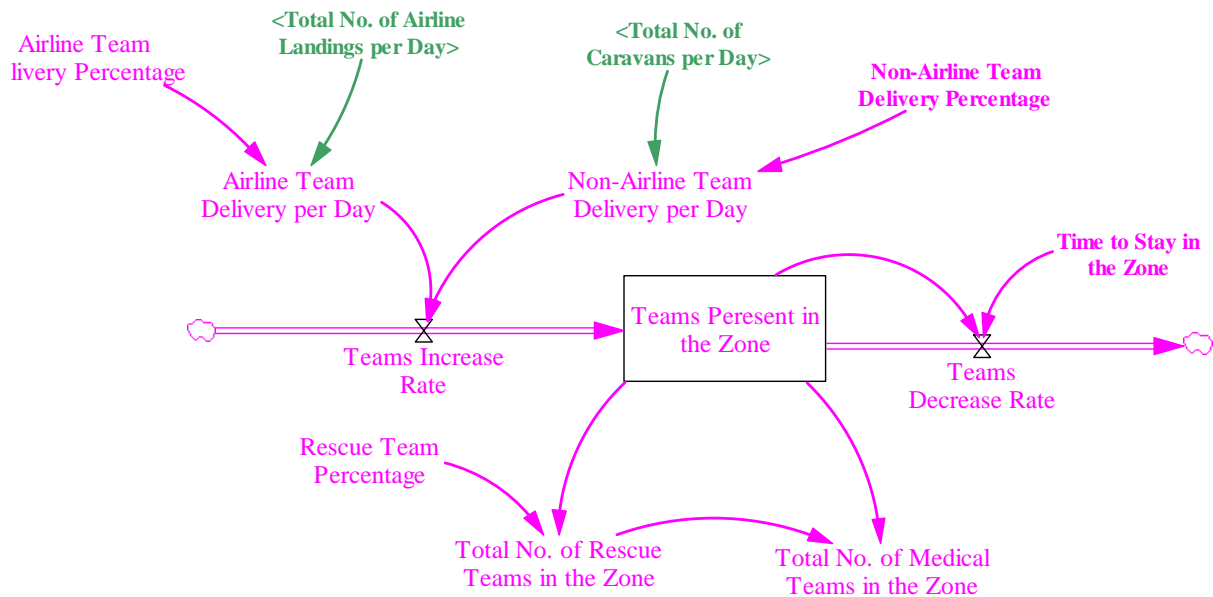 Airline Team
livery Percentage
<Total No. of Airline
Landings per Day>
<Total No. of
Caravans per Day>
Non-Airline Team
Delivery Percentage
Airline Team
Delivery per Day
Non-Airline Team
Delivery per Day
Time to Stay in
the Zone
Teams Peresent in
the Zone
Teams Increase
Rate
Teams
Decrease Rate
Rescue Team
Percentage
Total No. of Rescue
Teams in the Zone
Total No. of Medical
Teams in the Zone